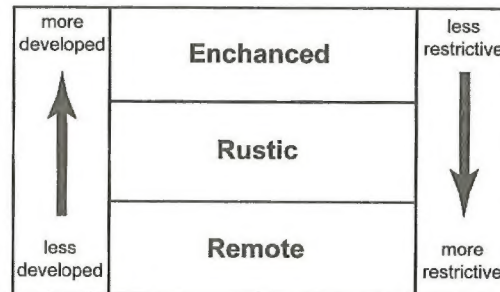 more
developed
less
developed
Enchanced
Rustic
Remote
less
restrictive
more
restrictive